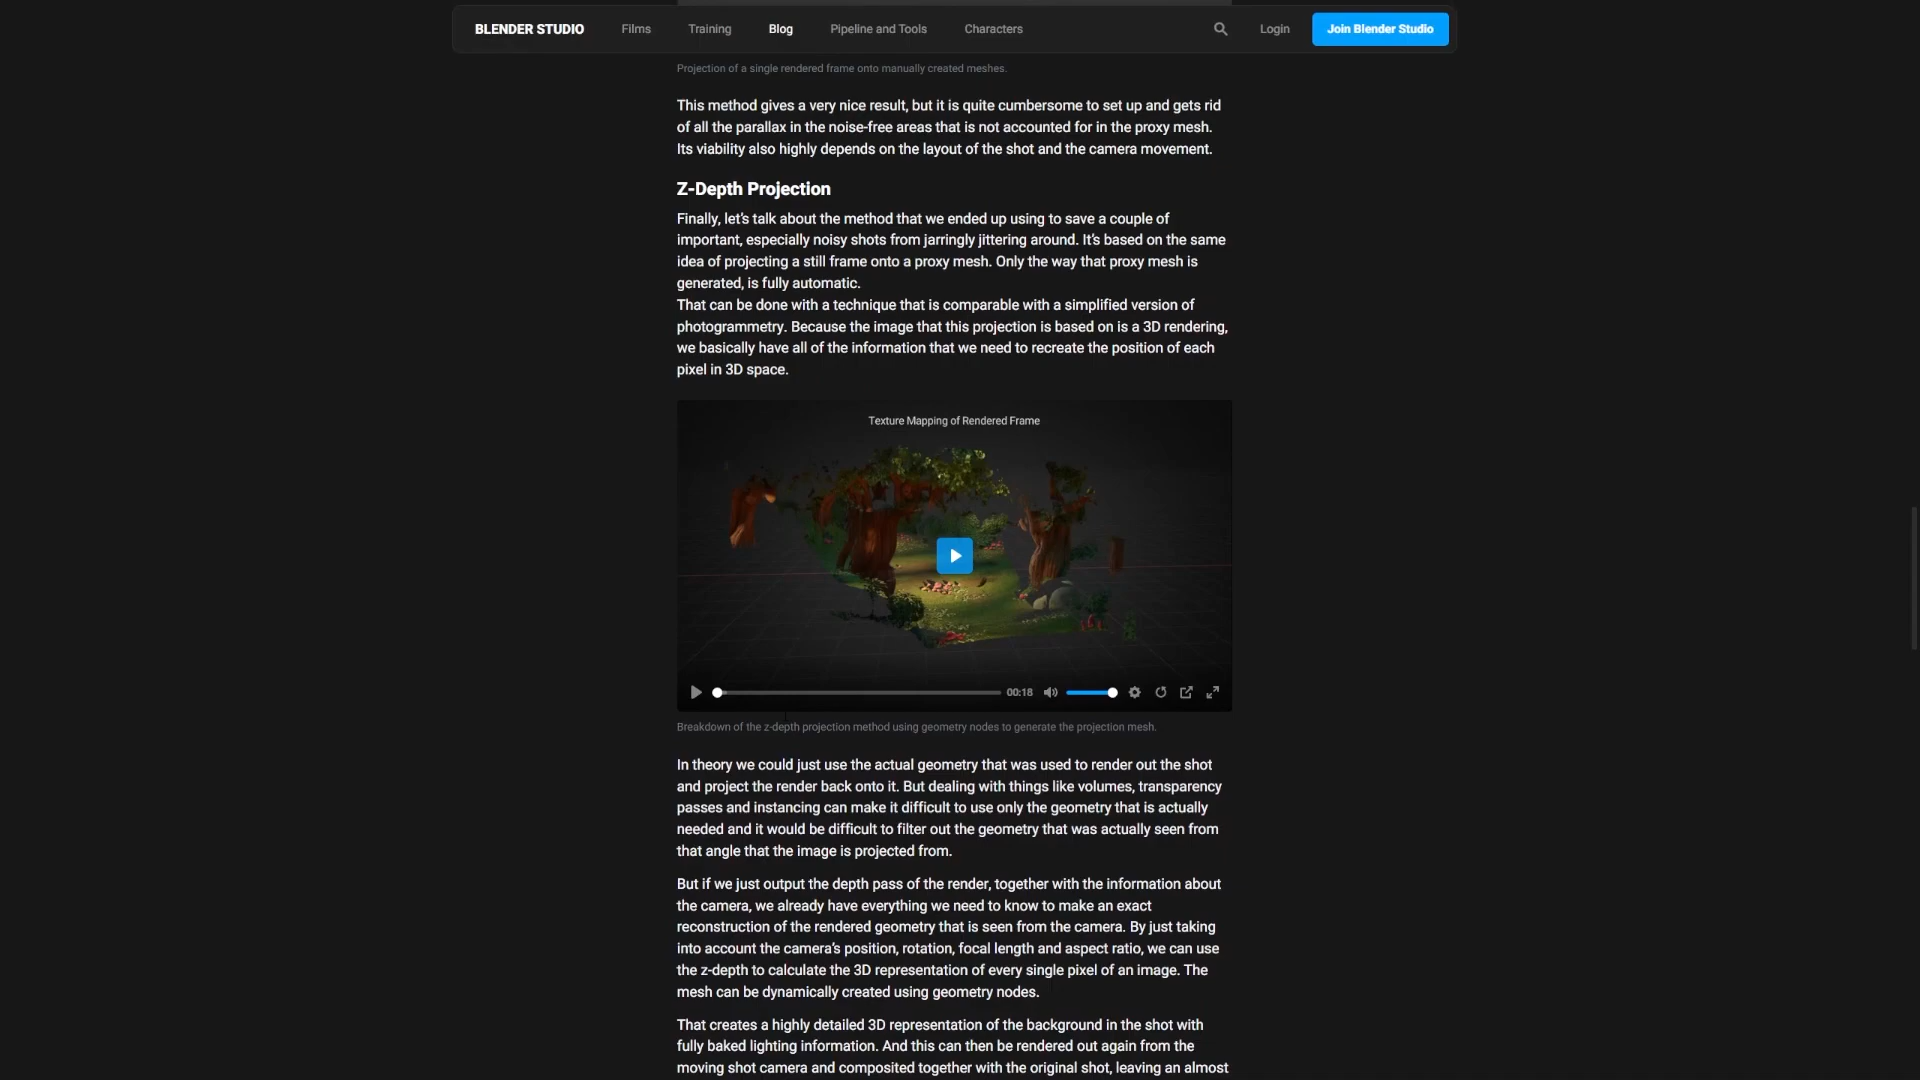 BLENDER STUDIO Films Training Blog Pipeline and Tools Characters Login Join Blender Studio
Projection of a single rendered frame onto manually created meshes.
This method gives a very nice result, but it is quite cumbersome to set up and gets rid
of all the parallax in the noise-free areas that is not accounted for in the proxy mesh.
Its viability also highly depends on the layout of the shot and the camera movement.
Z-Depth Projection
Finally, let's talk about the method that we ended up using to save a couple of
important, especially noisy shots from jarringly jittering around. It's based on the same
idea of projecting a still frame onto a proxy mesh. Only the way that proxy mesh is
generated, is fully automatic.
That can be done with a technique that is comparable with a simplified version of
photogrammetry. Because the image that this projection is based on is a 3D rendering,
we basically have all of the information that we need to recreate the position of each
pixel in 3D space.
Texture Mapping of Rendered Frame
00:18
Breakdown of the z-depth projection method using geometry nodes to generate the projection mesh.
In theory we could just use the actual geometry that was used to render out the shot
and project the render back onto it. But dealing with things like volumes, transparency
passes and instancing can make it difficult to use only the geometry that is actually
needed and it would be difficult to filter out the geometry that was actually seen from
that angle that the image is projected from.
But if we just output the depth pass of the render, together with the information about
the camera, we already have everything we need to know to make an exact
reconstruction of the rendered geometry that is seen from the camera. By just taking
into account the camera's position, rotation, focal length and aspect ratio, we can use
the z-depth to calculate the 3D representation of every single pixel of an image. The
mesh can be dynamically created using geometry nodes.
That creates a highly detailed 3D representation of the background in the shot with
fully baked lighting information. And this can then be rendered out again from the
moving shot camera and composited together with the original shot, leaving an almost